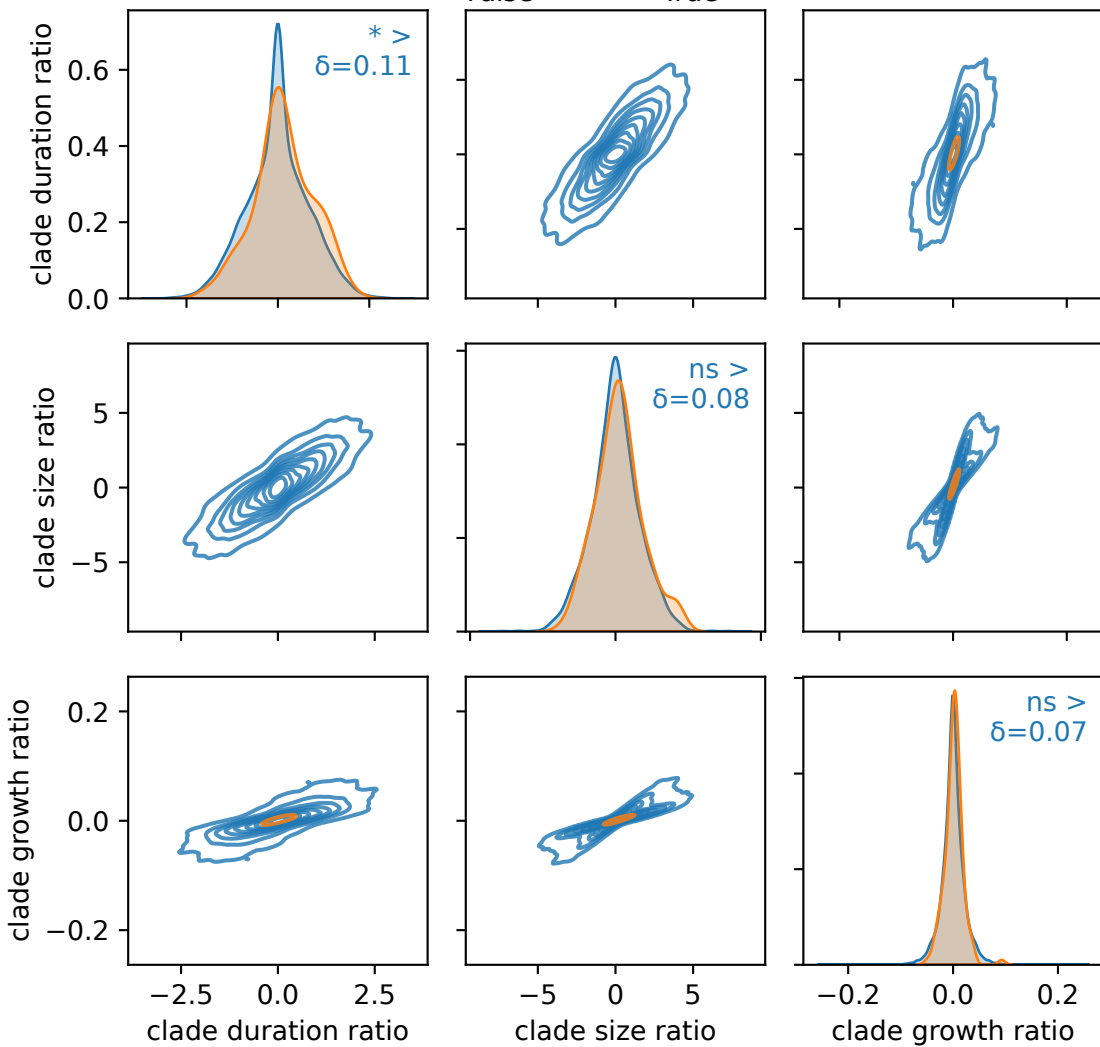 clade duration ratio
0.6
0.4
0.2
0.0
* >
δ=0.11
clade size ratio
5
0
−5
ns >
δ=0.08
clade growth ratio
0.2
0.0
−0.2
ns >
δ=0.07
−2.5 0.0 2.5
−5 0 5
−0.2 0.0 0.2
clade duration ratio
clade size ratio
clade growth ratio